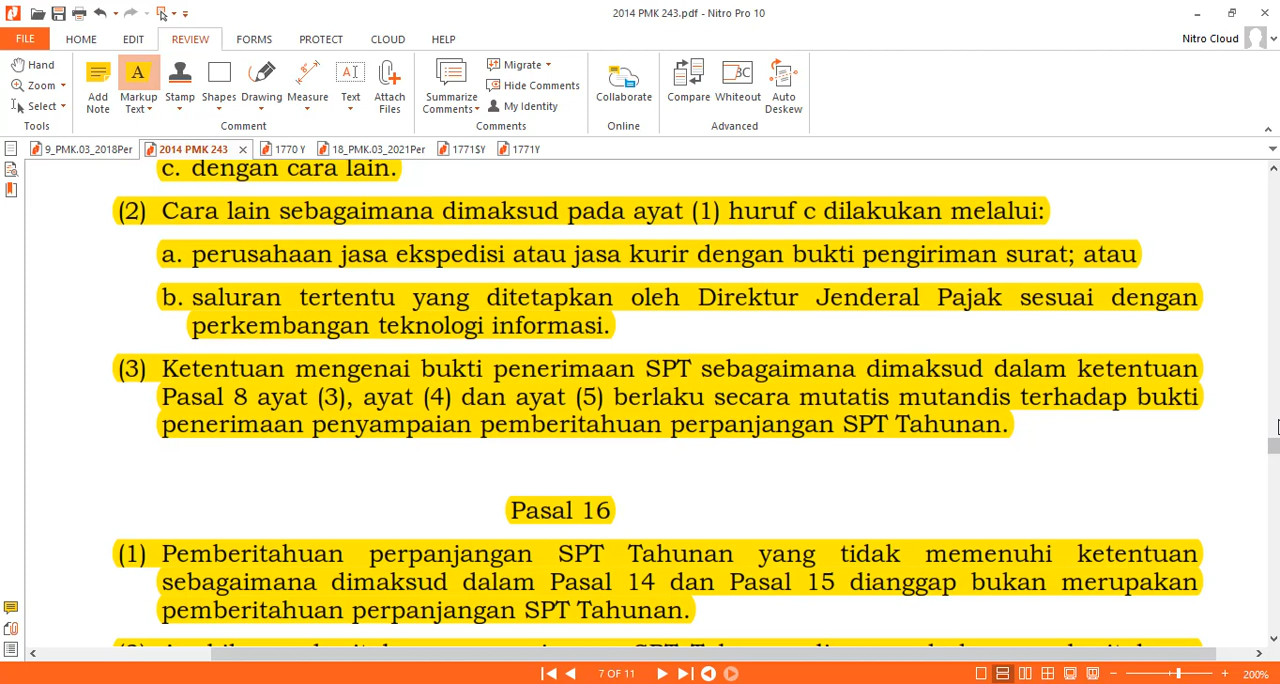 2014 PMK 243.pdf - Nitro Pro 10
FILE HOME EDIT REVIEW FORMS PROTECT CLOUD HELP Nitro Cloud
Hand
Zoom
Select
Tools
Add Note
Markup Text
Stamp
Shapes
Drawing
Measure
Text
Attach Files
Comment
Summarize Comments
Migrate
Hide Comments
My Identity
Comments
Collaborate
Online
Compare
Whiteout
Auto Deskew
Advanced
9_PMK.03_2018Per 2014 PMK 243 1770 Y 18_PMK.03_2021Per 1771$Y 1771Y
c. dengan cara lain.
(2) Cara lain sebagaimana dimaksud pada ayat (1) huruf c dilakukan melalui:
a. perusahaan jasa ekspedisi atau jasa kurir dengan bukti pengiriman surat; atau
b. saluran tertentu yang ditetapkan oleh Direktur Jenderal Pajak sesuai dengan
perkembangan teknologi informasi.
(3) Ketentuan mengenai bukti penerimaan SPT sebagaimana dimaksud dalam ketentuan
Pasal 8 ayat (3), ayat (4) dan ayat (5) berlaku secara mutatis mutandis terhadap bukti
penerimaan penyampaian pemberitahuan perpanjangan SPT Tahunan.
Pasal 16
(1) Pemberitahuan perpanjangan SPT Tahunan yang tidak memenuhi ketentuan
sebagaimana dimaksud dalam Pasal 14 dan Pasal 15 dianggap bukan merupakan
pemberitahuan perpanjangan SPT Tahunan.
7 OF 11
200%